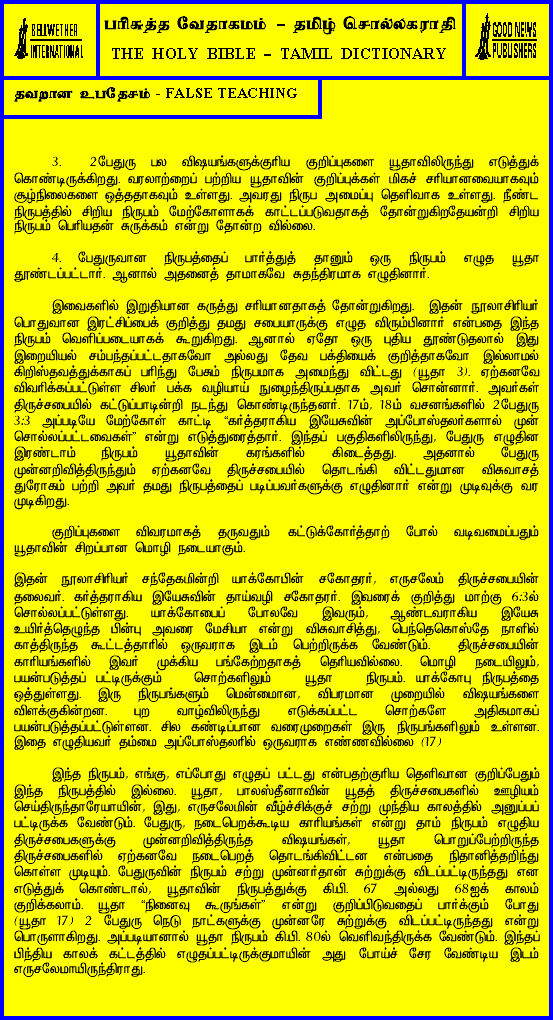 BELLWETHER
INTERNATIONAL
பரிசுத்த வேதாகமம் – தமிழ் சொல்லகராதி
THE HOLY BIBLE – TAMIL DICTIONARY
GOOD NEWS
PUBLISHERS
தவறான உபதேசம் - FALSE TEACHING
3. 2பேதுரு பல விஷயங்களுக்குரிய குறிப்புகளை யூதாவிலிருந்து எடுத்துக்
கொண்டிருக்கிறது. வரலாற்றைப் பற்றிய யூதாவின் குறிப்புக்கள் மிகச் சரியானவையாகவும்
சூழ்நிலைகளை ஒத்ததாகவும் உள்ளது. அவரது நிருப அமைப்பு தெளிவாக உள்ளது. நீண்ட
நிருபத்தில் சிறிய நிருபம் மேற்கோளாகக் காட்டப்படுவதாகத் தோன்றுகிறதேயன்றி சிறிய
நிருபம் பெரியதன் சுருக்கம் என்று தோன்ற வில்லை.
4. பேதுருவான நிருபத்தைப் பார்த்துத் தானும் ஒரு நிருபம் எழுத யூதா
தூண்டப்பட்டார். ஆனால் அதனைத் தாமாகவே சுதந்திரமாக எழுதினார்.
இவைகளில் இறுதியான கருத்து சரியானதாகத் தோன்றுகிறது. இதன் நூலாசிரியர்
பொதுவான இரட்சிப்பைக் குறித்து தமது சபையாருக்கு எழுத விரும்பினார் என்பதை இந்த
நிருபம் வெளிப்படையாகக் கூறுகிறது. ஆனால் ஏதோ ஒரு புதிய தூண்டுதலால் இது
இறையியல் சம்பந்தப்பட்டதாகவோ அல்லது தேவ பக்தியைக் குறித்தாகவோ இல்லாமல்
கிறிஸ்தவத்துக்காகப் பரிந்து பேசும் நிருபமாக அமைந்து விட்டது (யூதா 3). ஏற்கனவே
விவரிக்கப்பட்டுள்ள சிலர் பக்க வழியாய் நுழைந்திருப்பதாக அவர் சொன்னார். அவர்கள்
திருச்சபையில் கட்டுப்பாடின்றி நடந்து கொண்டிருந்தனர். 17ம், 18ம் வசனங்களில் 2பேதுரு
3:3 அப்படியே மேற்கோள் காட்டி “கர்த்தராகிய இயேசுவின் அப்போஸ்தலர்களால் முன்
சொல்லப்பட்டவைகள்” என்று எடுத்துரைத்தார். இந்தப் பகுதிகளிலிருந்து, பேதுரு எழுதின
இரண்டாம் நிருபம் யூதாவின் கரங்களில் கிடைத்தது. அதனால் பேதுரு
முன்னறிவித்திருந்தும் ஏற்கனவே திருச்சபையில் தொடங்கி விட்டதுமான விசுவாசத்
துரோகம் பற்றி அவர் தமது நிருபத்தைப் படிப்பவர்களுக்கு எழுதினார் என்று முடிவுக்கு வர
முடிகிறது.
குறிப்புகளை விவரமாகத் தருவதும் கட்டுக்கோர்த்தாற் போல் வடிவமைப்பதும்
யூதாவின் சிறப்பான மொழி நடையாகும்.
இதன் நூலாசிரியர் சந்தேகமின்றி யாக்கோபின் சகோதரர், எருசலேம் திருச்சபையின்
தலைவர். கர்த்தராகிய இயேசுவின் தாய்வழி சகோதரர். இவரைக் குறித்து மாற்கு 6:3ல்
சொல்லப்பட்டுள்ளது. யாக்கோபைப் போலவே இவரும், ஆண்டவராகிய இயேசு
உயிர்த்தெழுந்த பின்பு அவரை மேசியா என்று விசுவாசித்து, பெந்தெகொஸ்தே நாளில்
காத்திருந்த கூட்டத்தாரில் ஒருவராக இடம் பெற்றிருக்க வேண்டும். திருச்சபையின்
காரியங்களில் இவர் முக்கிய பங்கேற்றதாகத் தெரியவில்லை. மொழி நடையிலும்,
பயன்படுத்தப் பட்டிருக்கும் சொற்களிலும் யூதா நிருபம். யாக்கோபு நிருபத்தை
ஒத்துள்ளது. இரு நிருபங்களும் மென்மைான, விபரமான முறையில் விஷயங்களை
விளக்குகின்றன. புற வாழ்விலிருந்து எடுக்கப்பட்ட சொற்களே அதிகமாகப்
பயன்படுத்தப்பட்டுள்ளன. சில கண்டிப்பான வரைமுறைகள் இரு நிருபங்களிலும் உள்ளன.
இதை எழுதியவர் தம்மை அப்போஸ்தலரில் ஒருவராக எண்ணவில்லை (17)
இந்த நிருபம், எங்கு, எப்போது எழுதப் பட்டது என்பதற்குரிய தெளிவான குறிப்பேதும்
இந்த நிருபத்தில் இல்லை. யூதா, பாலஸ்தீனாவின் யூதத் திருச்சபைகளில் ஊழியம்
செய்திருந்தாரேயாயின், இது, எருசலேமின் வீழ்ச்சிக்குச் சற்று முந்திய காலத்தில் அனுப்பப்
பட்டிருக்க வேண்டும். பேதுரு, நடைபெறக்கூடிய காரியங்கள் என்று தாம் நிருபம் எழுதிய
திருச்சபைகளுக்கு முன்னறிவித்திருந்த விஷயங்கள், யூதா பொறுப்பேற்றிருந்த
திருச்சபைகளில் ஏற்கனவே நடைபெறத் தொடங்கிவிட்டன என்பதை நிதானித்தறிந்து
கொள்ள முடியும். பேதுருவின் நிருபம் சற்று முன்னர்தான் சுற்றுக்கு விடப்பட்டிருந்தது என
எடுத்துக் கொண்டால், யூதாவின் நிருபத்துக்கு கி.பி. 67 அல்லது 68ஐக் காலம்
குறிக்கலாம். யூதா “நினைவு கூருங்கள்” என்று குறிப்பிடுவதைப் பார்க்கும் போது
(யூதா 17) 2 பேதுரு நெடு நாட்களுக்கு முன்னரே சுற்றுக்கு விடப்பட்டிருந்தது என்று
பொருளாகிறது. அப்படியானால் யூதா நிருபம் கி.பி. 80ல் வெளிவந்திருக்க வேண்டும். இந்தப்
பிந்திய காலக் கட்டத்தில் எழுதப்பட்டிருக்குமாயின் அது போய்ச் சேர வேண்டிய இடம்
எருசலேமாயிருந்திராது.